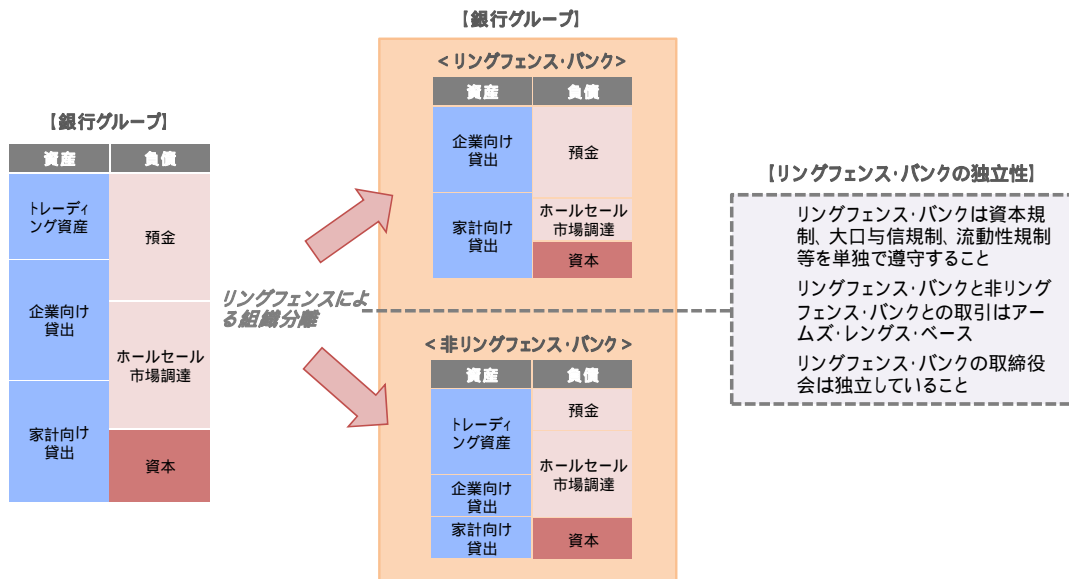 【銀行グループ】
資産 負債
トレーディ
ング資産
企業向け
貸出
家計向け
貸出
預金
ホールセール
市場調達
資本
リングフェンスによ
る組織分離
【銀行グループ】
<リングフェンス・バンク>
資産 負債
企業向け
貸出
家計向け
貸出
預金
ホールセール
市場調達
資本
<非リングフェンス・バンク>
資産 負債
トレーディ
ング資産
企業向け
貸出
家計向け
貸出
預金
ホールセール
市場調達
資本
【リングフェンス・バンクの独立性】
リングフェンス・バンクは資本規
制、大口与信規制、流動性規制
等を単独で遵守すること
リングフェンス・バンクと非リング
フェンス・バンクとの取引はアー
ムズ・レングス・ベース
リングフェンス・バンクの取締役
会は独立していること